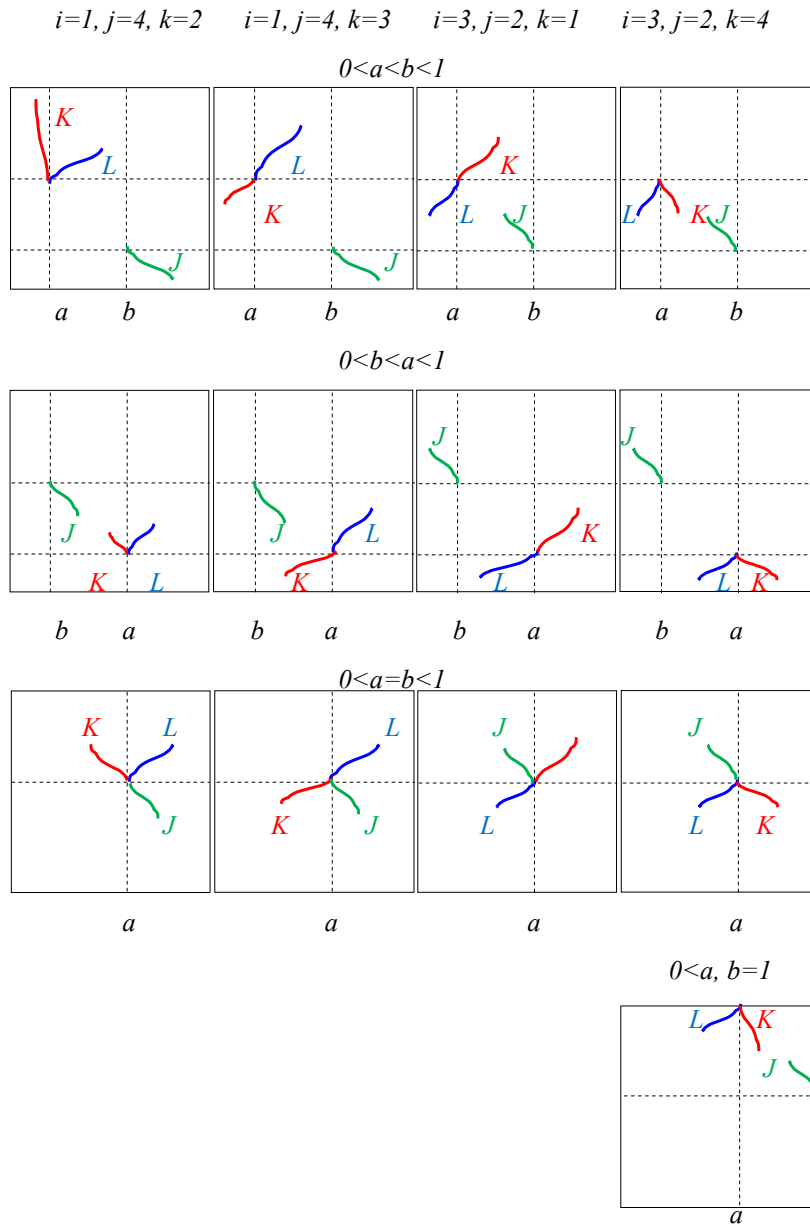 i=1, j=4, k=2 i=1, j=4, k=3 i=3, j=2, k=1 i=3, j=2, k=4
0<a<b<1
K L J K L J K J L L K J
a b a b a b a b
0<b<a<1
J K L J L K J K L J L K
b a b a b a b a
0<a=b<1
K L J L K J J L J L K
a a a a
0<a, b=1
L K J
a